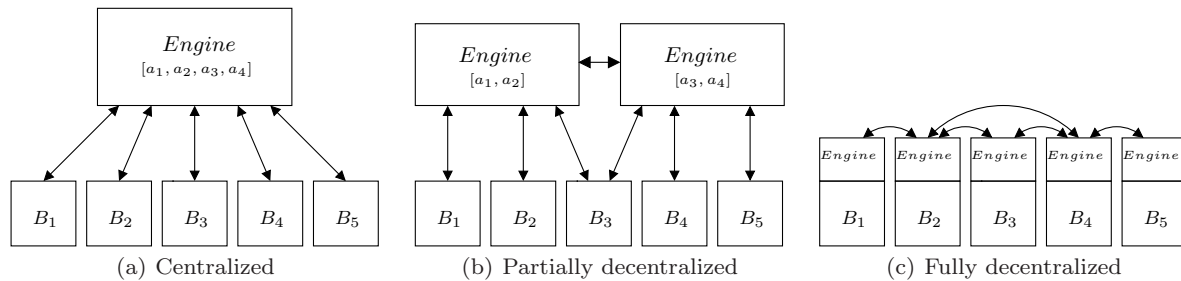 Engine
[a1, a2, a3, a4]
B1 B2 B3 B4 B5
(a) Centralized
Engine Engine
[a1, a2] [a3, a4]
B1 B2 B3 B4 B5
(b) Partially decentralized
Engine Engine Engine Engine Engine
B1 B2 B3 B4 B5
(c) Fully decentralized